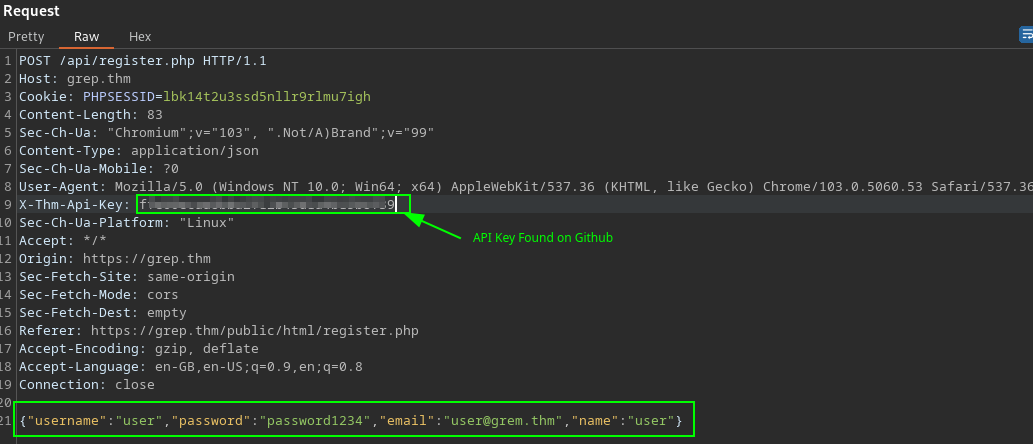 Request
Pretty Raw Hex
1 POST /api/register.php HTTP/1.1
2 Host: grep.thm
3 Cookie: PHPSESSID=lbk14t2u3ssd5nllr9rlmu7igh
4 Content-Length: 83
5 Sec-Ch-Ua: "Chromium";v="103", ".Not/A)Brand";v="99"
6 Content-Type: application/json
7 Sec-Ch-Ua-Mobile: ?0
8 User-Agent: Mozilla/5.0 (Windows NT 10.0; Win64; x64) AppleWebKit/537.36 (KHTML, like Gecko) Chrome/103.0.5060.53 Safari/537.36
9 X-Thm-Api-Key:
10 Sec-Ch-Ua-Platform: "Linux"
API Key Found on Github
11 Accept: */*
12 Origin: https://grep.thm
13 Sec-Fetch-Site: same-origin
14 Sec-Fetch-Mode: cors
15 Sec-Fetch-Dest: empty
16 Referer: https://grep.thm/public/html/register.php
17 Accept-Encoding: gzip, deflate
18 Accept-Language: en-GB,en-US;q=0.9,en;q=0.8
19 Connection: close
20
21 {"username":"user","password":"password1234","email":"user@grem.thm","name":"user"}